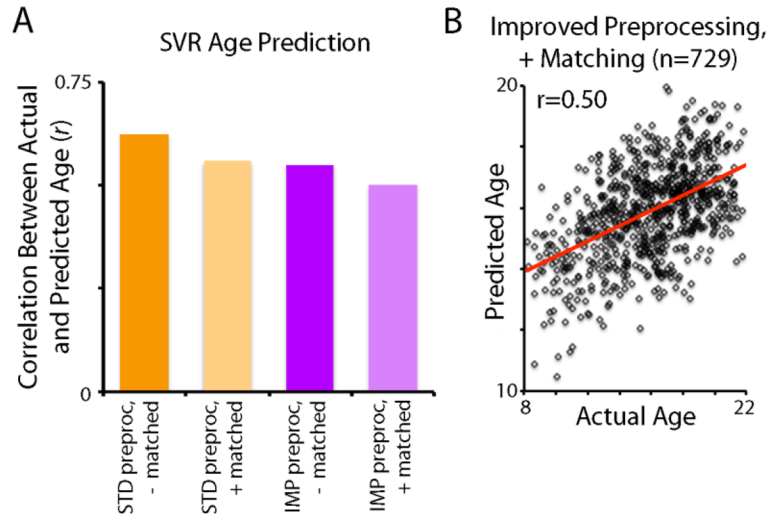 A
SVR Age Prediction
Correlation Between Actual
and Predicted Age (r)
0.75
0
STD preproc,
- matched
STD preproc,
+ matched
IMP preproc,
- matched
IMP preproc,
+ matched
B
Improved Preprocessing,
+ Matching (n=729)
r=0.50
Predicted Age
20
10
8
22
Actual Age